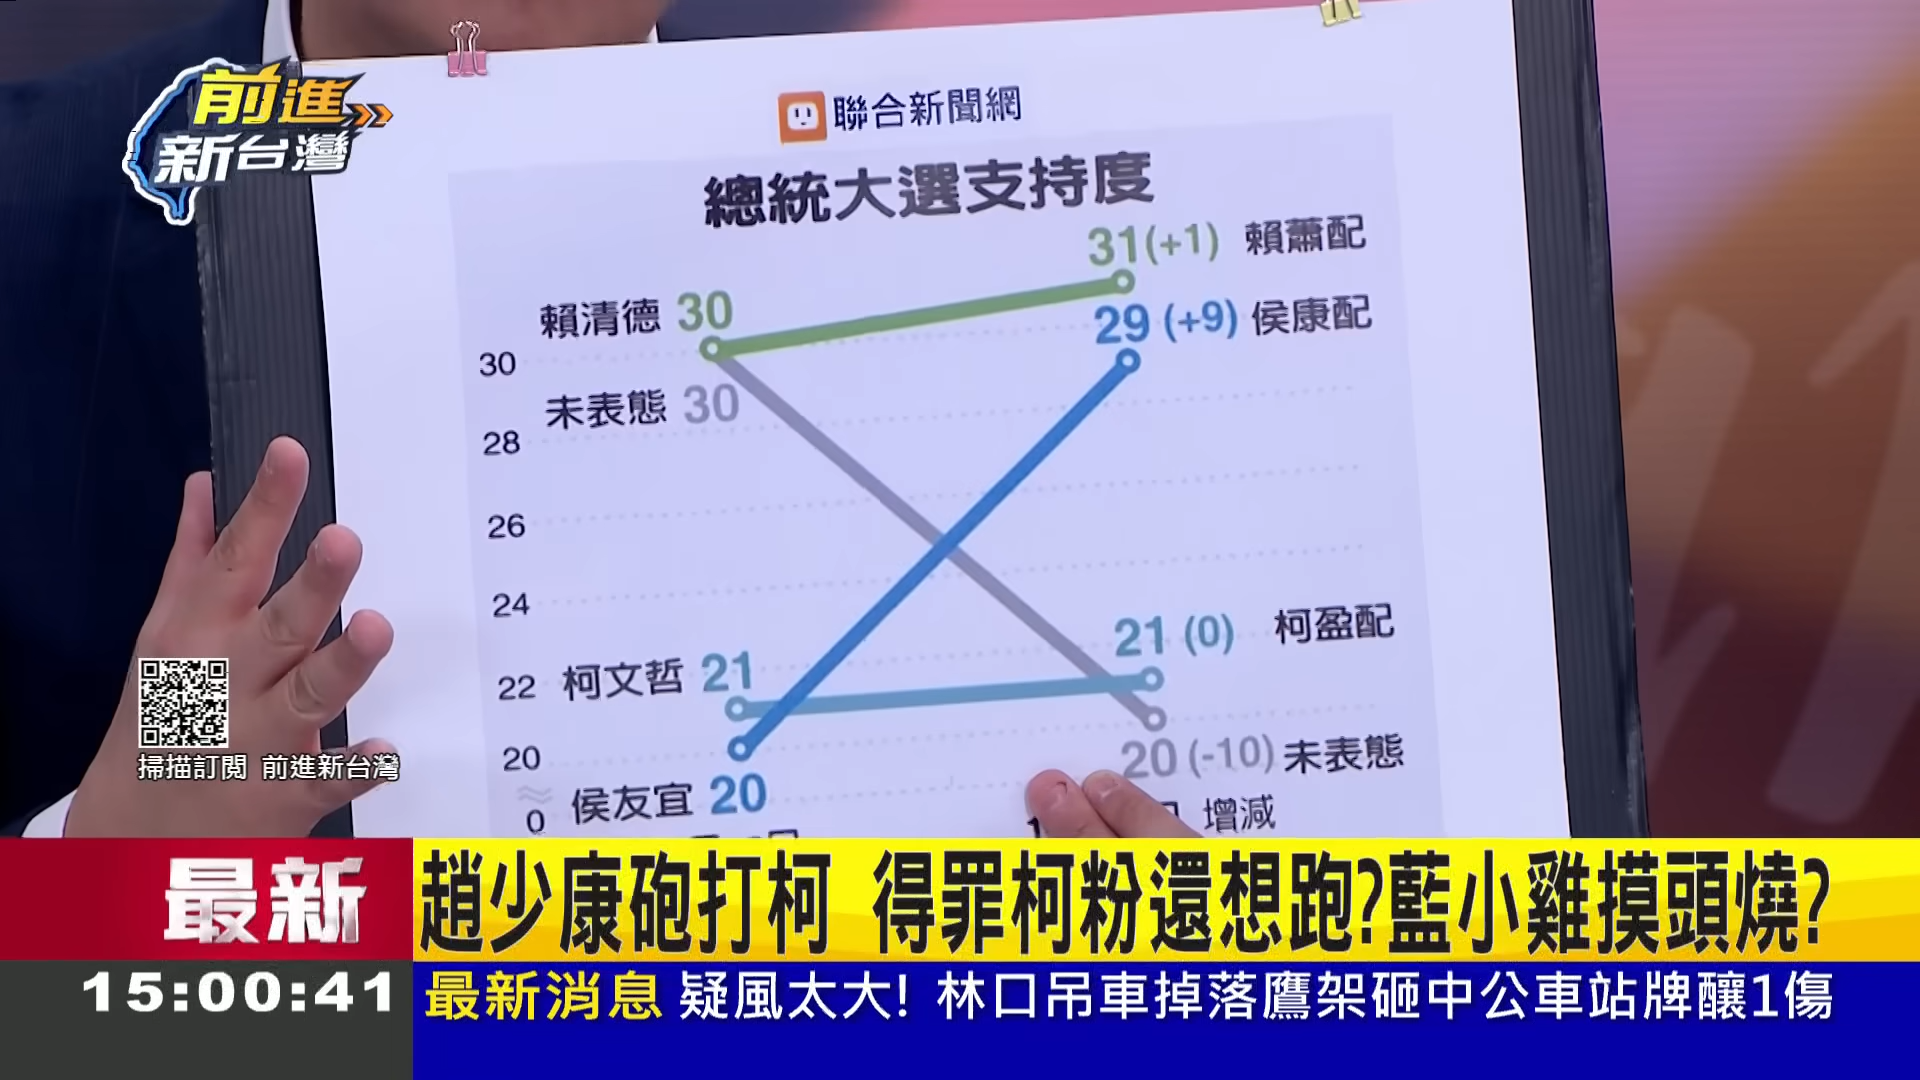 前進
新台灣
聯合新聞網
總統大選支持度
31(+1) 賴蕭配
賴清德 30
29 (+9) 侯康配
30
未表態 30
28
26
24
21 (0) 柯盈配
22 柯文哲 21
20
20 (-10) 未表態
侯友宜 20
0
增減
掃描訂閱 前進新台灣
最新
趙少康砲打柯 得罪柯粉還想跑?藍小雞摸頭燒?
15:00:41
最新消息 疑風太大! 林口吊車掉落鷹架砸中公車站牌釀1傷